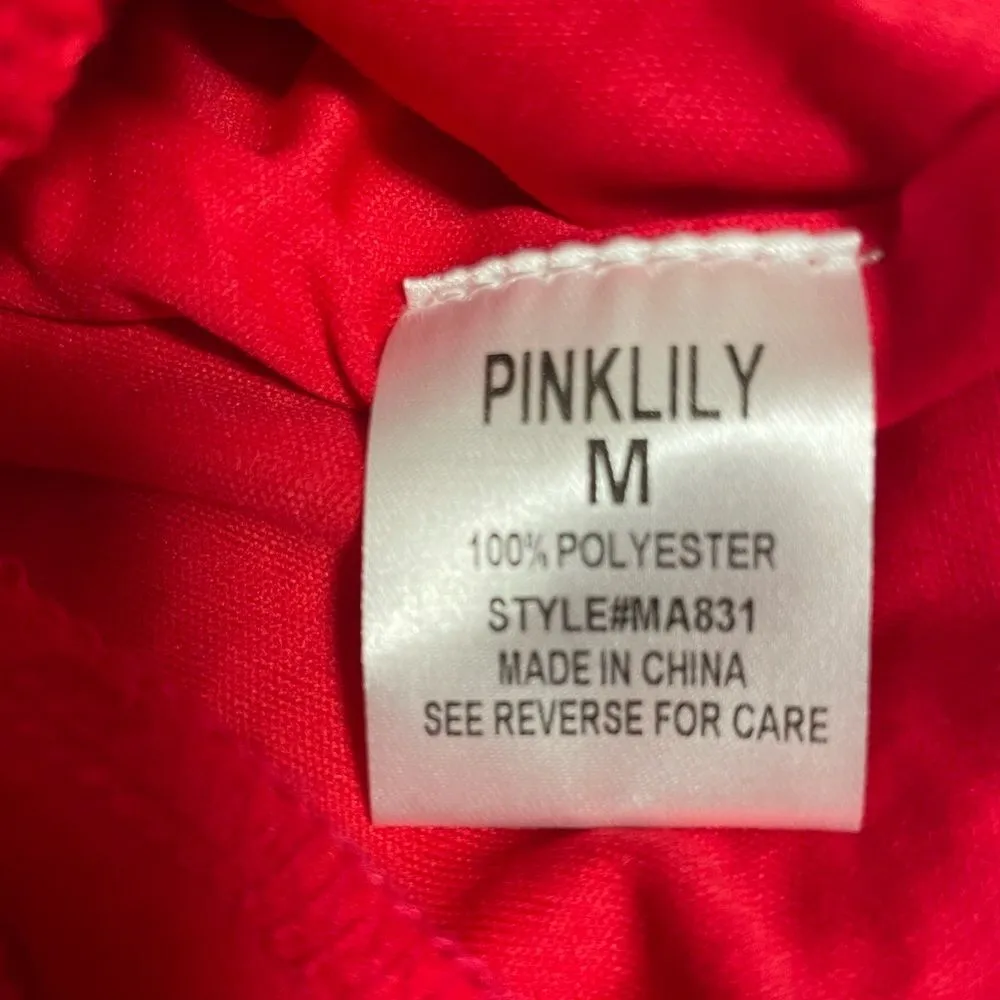 PINKLILY
M
100% POLYESTER
STYLE#MA831
MADE IN CHINA
SEE REVERSE FOR CARE